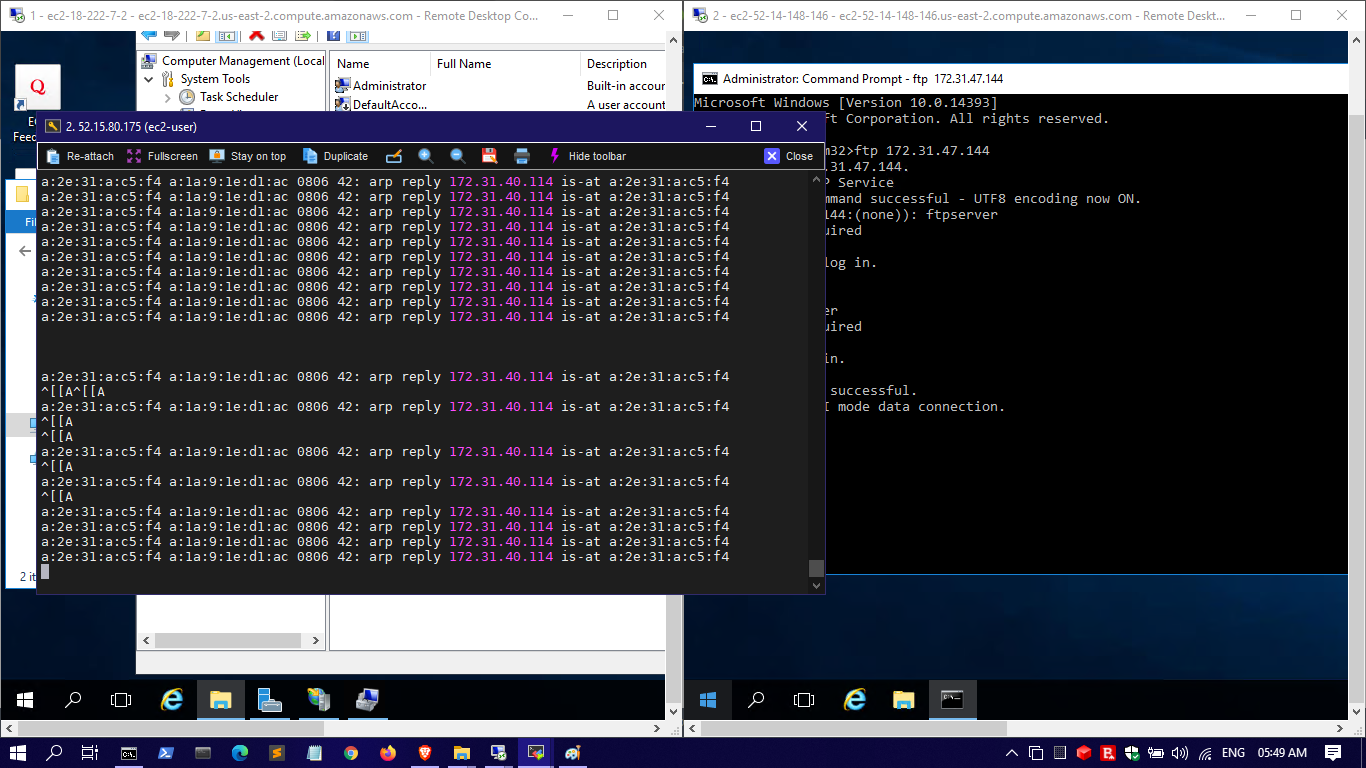 1 - ec2-18-222-7-2 - ec2-18-222-7-2.us-east-2.compute.amazonaws.com - Remote Desktop Co...
Computer Management (Local
System Tools
Task Scheduler
Name Full Name Description
Administrator Built-in accour
DefaultAcco... A user account
Q
Feed
Fil
2 it
2. 52.15.80.175 (ec2-user)
Re-attach Fullscreen Stay on top Duplicate Hide toolbar Close
a:2e:31:a:c5:f4 a:1a:9:1e:d1:ac 0806 42: arp reply 172.31.40.114 is-at a:2e:31:a:c5:f4
a:2e:31:a:c5:f4 a:1a:9:1e:d1:ac 0806 42: arp reply 172.31.40.114 is-at a:2e:31:a:c5:f4
a:2e:31:a:c5:f4 a:1a:9:1e:d1:ac 0806 42: arp reply 172.31.40.114 is-at a:2e:31:a:c5:f4
a:2e:31:a:c5:f4 a:1a:9:1e:d1:ac 0806 42: arp reply 172.31.40.114 is-at a:2e:31:a:c5:f4
a:2e:31:a:c5:f4 a:1a:9:1e:d1:ac 0806 42: arp reply 172.31.40.114 is-at a:2e:31:a:c5:f4
a:2e:31:a:c5:f4 a:1a:9:1e:d1:ac 0806 42: arp reply 172.31.40.114 is-at a:2e:31:a:c5:f4
a:2e:31:a:c5:f4 a:1a:9:1e:d1:ac 0806 42: arp reply 172.31.40.114 is-at a:2e:31:a:c5:f4
a:2e:31:a:c5:f4 a:1a:9:1e:d1:ac 0806 42: arp reply 172.31.40.114 is-at a:2e:31:a:c5:f4
a:2e:31:a:c5:f4 a:1a:9:1e:d1:ac 0806 42: arp reply 172.31.40.114 is-at a:2e:31:a:c5:f4
a:2e:31:a:c5:f4 a:1a:9:1e:d1:ac 0806 42: arp reply 172.31.40.114 is-at a:2e:31:a:c5:f4
a:2e:31:a:c5:f4 a:1a:9:1e:d1:ac 0806 42: arp reply 172.31.40.114 is-at a:2e:31:a:c5:f4
^[[A^[[A
a:2e:31:a:c5:f4 a:1a:9:1e:d1:ac 0806 42: arp reply 172.31.40.114 is-at a:2e:31:a:c5:f4
^[[A
^[[A
a:2e:31:a:c5:f4 a:1a:9:1e:d1:ac 0806 42: arp reply 172.31.40.114 is-at a:2e:31:a:c5:f4
^[[A
a:2e:31:a:c5:f4 a:1a:9:1e:d1:ac 0806 42: arp reply 172.31.40.114 is-at a:2e:31:a:c5:f4
^[[A
a:2e:31:a:c5:f4 a:1a:9:1e:d1:ac 0806 42: arp reply 172.31.40.114 is-at a:2e:31:a:c5:f4
a:2e:31:a:c5:f4 a:1a:9:1e:d1:ac 0806 42: arp reply 172.31.40.114 is-at a:2e:31:a:c5:f4
a:2e:31:a:c5:f4 a:1a:9:1e:d1:ac 0806 42: arp reply 172.31.40.114 is-at a:2e:31:a:c5:f4
a:2e:31:a:c5:f4 a:1a:9:1e:d1:ac 0806 42: arp reply 172.31.40.114 is-at a:2e:31:a:c5:f4
2 - ec2-52-14-148-146 - ec2-52-14-148-146.us-east-2.compute.amazonaws.com - Remote Deskt...
Administrator: Command Prompt - ftp 172.31.47.144
Microsoft Windows [Version 10.0.14393]
ft Corporation. All rights reserved.
m32>ftp 172.31.47.144
.31.47.144.
P Service
mmand successful - UTF8 encoding now ON.
144:(none)): ftpserver
uired
log in.
er
uired
in.
successful.
I mode data connection.
ENG 05:49 AM